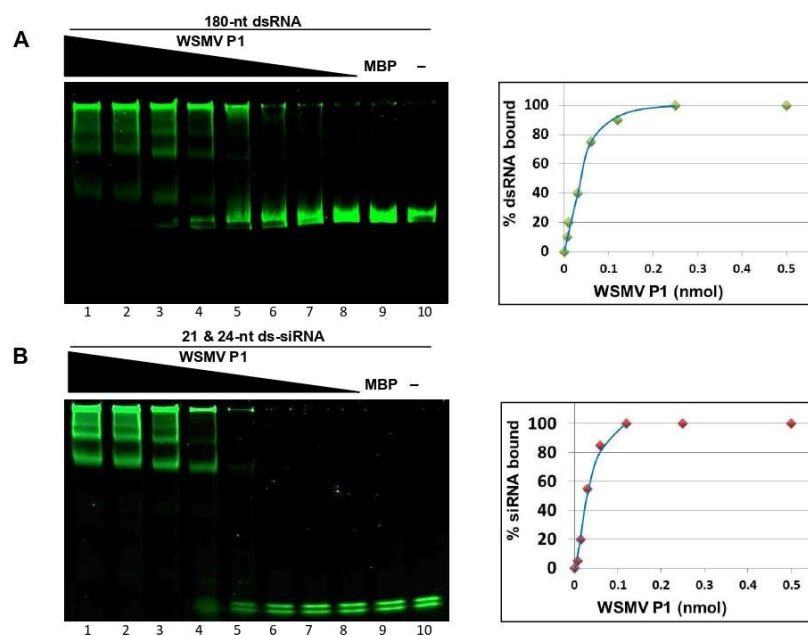 180-nt dsRNA
A
WSMV P1
MBP –
1 2 3 4 5 6 7 8 9 10
% dsRNA bound
100
80
60
40
20
0
0 0.1 0.2 0.3 0.4 0.5
WSMV P1 (nmol)
21 & 24-nt ds-siRNA
B
WSMV P1
MBP –
1 2 3 4 5 6 7 8 9 10
% siRNA bound
100
80
60
40
20
0
0 0.1 0.2 0.3 0.4 0.5
WSMV P1 (nmol)